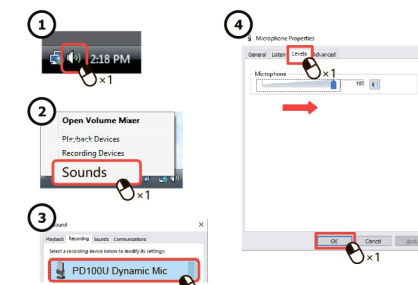 1
2:18 PM
×1
2
Open Volume Mixer
Playback Devices
Recording Devices
Sounds
×1
3
ound
Playback Recording Sounds Communications
Select a recording device below to modify its settings:
PD100U Dynamic Mic
4
Microphone Properties
General Listen Levels Advanced
×1
Microphone
100
OK Cancel
×1